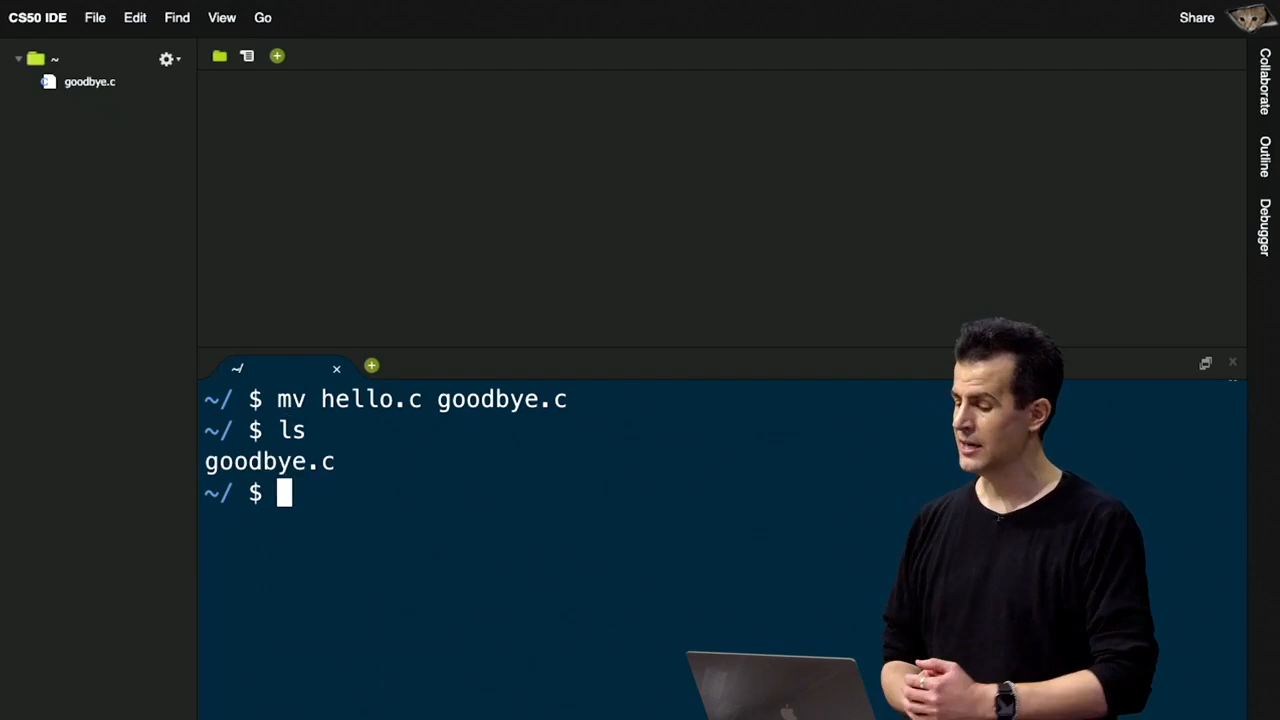 CS50 IDE File Edit Find View Go Share
~
goodbye.c
Collaborate
Outline
Debugger
~/
~/ $ mv hello.c goodbye.c
~/ $ ls
goodbye.c
~/ $